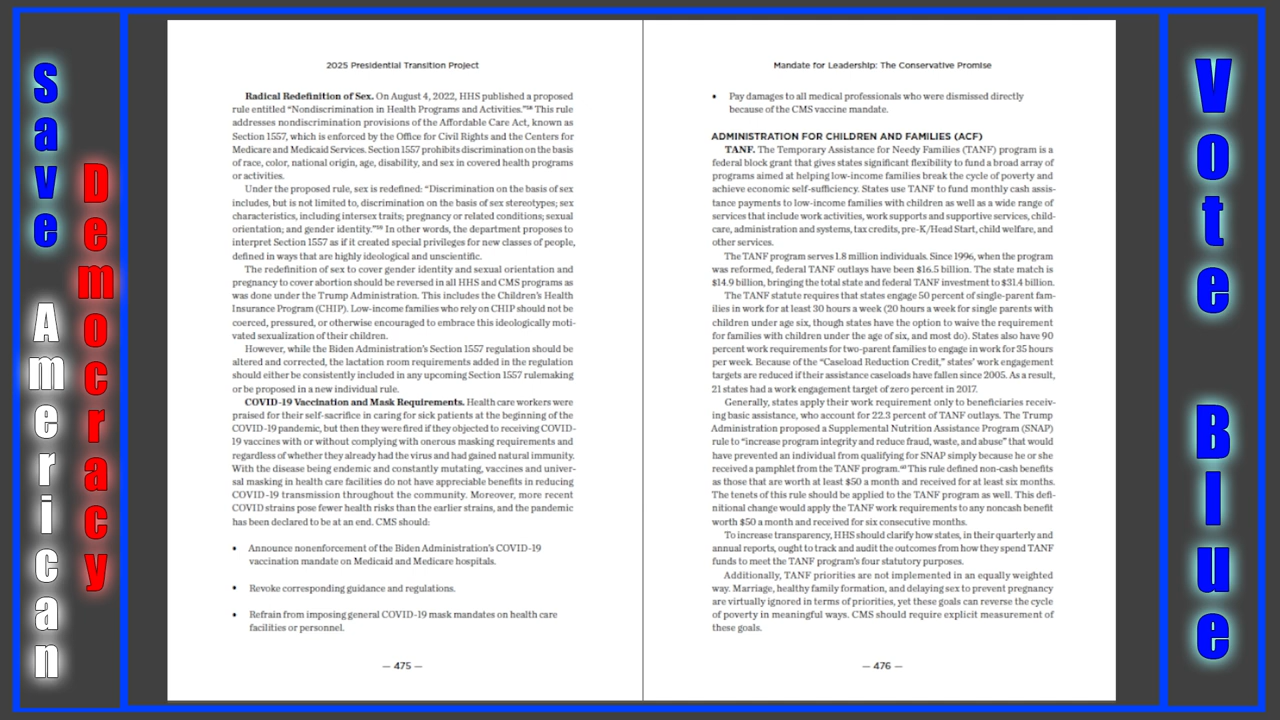 Save American
Democracy
2025 Presidential Transition Project
Radical Redefinition of Sex. On August 4, 2022, HHS published a proposed
rule entitled “Nondiscrimination in Health Programs and Activities.”⁵⁸ This rule
addresses nondiscrimination provisions of the Affordable Care Act, known as
Section 1557, which is enforced by the Office for Civil Rights and the Centers for
Medicare and Medicaid Services. Section 1557 prohibits discrimination on the basis
of race, color, national origin, age, disability, and sex in covered health programs
or activities.
Under the proposed rule, sex is redefined: “Discrimination on the basis of sex
includes, but is not limited to, discrimination on the basis of sex stereotypes; sex
characteristics, including intersex traits; pregnancy or related conditions; sexual
orientation; and gender identity.”⁵⁹ In other words, the department proposes to
interpret Section 1557 as if it created special privileges for new classes of people,
defined in ways that are highly ideological and unscientific.
The redefinition of sex to cover gender identity and sexual orientation and
pregnancy to cover abortion should be reversed in all HHS and CMS programs as
was done under the Trump Administration. This includes the Children’s Health
Insurance Program (CHIP). Low-income families who rely on CHIP should not be
coerced, pressured, or otherwise encouraged to embrace this ideologically moti-
vated sexualization of their children.
However, while the Biden Administration’s Section 1557 regulation should be
altered and corrected, the lactation room requirements added in the regulation
should either be consistently included in any upcoming Section 1557 rulemaking
or be proposed in a new individual rule.
COVID-19 Vaccination and Mask Requirements. Health care workers were
praised for their self-sacrifice in caring for sick patients at the beginning of the
COVID-19 pandemic, but then they were fired if they objected to receiving COVID-
19 vaccines with or without complying with onerous masking requirements and
regardless of whether they already had the virus and had gained natural immunity.
With the disease being endemic and constantly mutating, vaccines and univer-
sal masking in health care facilities do not have appreciable benefits in reducing
COVID-19 transmission throughout the community. Moreover, more recent
COVID strains pose fewer health risks than the earlier strains, and the pandemic
has been declared to be at an end. CMS should:
• Announce nonenforcement of the Biden Administration’s COVID-19
vaccination mandate on Medicaid and Medicare hospitals.
• Revoke corresponding guidance and regulations.
• Refrain from imposing general COVID-19 mask mandates on health care
facilities or personnel.
— 475 —
Mandate for Leadership: The Conservative Promise
• Pay damages to all medical professionals who were dismissed directly
because of the CMS vaccine mandate.
ADMINISTRATION FOR CHILDREN AND FAMILIES (ACF)
TANF. The Temporary Assistance for Needy Families (TANF) program is a
federal block grant that gives states significant flexibility to fund a broad array of
programs aimed at helping low-income families break the cycle of poverty and
achieve economic self-sufficiency. States use TANF to fund monthly cash assis-
tance payments to low-income families with children as well as a wide range of
services that include work activities, work supports and supportive services, child-
care, administration and systems, tax credits, pre-K/Head Start, child welfare, and
other services.
The TANF program serves 1.8 million individuals. Since 1996, when the program
was reformed, federal TANF outlays have been $16.5 billion. The state match is
$14.9 billion, bringing the total state and federal TANF investment to $31.4 billion.
The TANF statute requires that states engage 50 percent of single-parent fam-
ilies in work for at least 30 hours a week (20 hours a week for single parents with
children under age six, though states have the option to waive the requirement
for families with children under the age of six, and most do). States also have 90
percent work requirements for two-parent families to engage in work for 35 hours
per week. Because of the “Caseload Reduction Credit,” states’ work engagement
targets are reduced if their assistance caseloads have fallen since 2005. As a result,
21 states had a work engagement target of zero percent in 2017.
Generally, states apply their work requirement only to beneficiaries receiv-
ing basic assistance, who account for 22.3 percent of TANF outlays. The Trump
Administration proposed a Supplemental Nutrition Assistance Program (SNAP)
rule to “increase program integrity and reduce fraud, waste, and abuse” that would
have prevented an individual from qualifying for SNAP simply because he or she
received a pamphlet from the TANF program.⁶⁰ This rule defined non-cash benefits
as those that are worth at least $50 a month and received for at least six months.
The tenets of this rule should be applied to the TANF program as well. This defi-
nitional change would apply the TANF work requirements to any noncash benefit
worth $50 a month and received for six consecutive months.
To increase transparency, HHS should clarify how states, in their quarterly and
annual reports, ought to track and audit the outcomes from how they spend TANF
funds to meet the TANF program’s four statutory purposes.
Additionally, TANF priorities are not implemented in an equally weighted
way. Marriage, healthy family formation, and delaying sex to prevent pregnancy
are virtually ignored in terms of priorities, yet these goals can reverse the cycle
of poverty in meaningful ways. CMS should require explicit measurement of
these goals.
— 476 —
Vote Blue